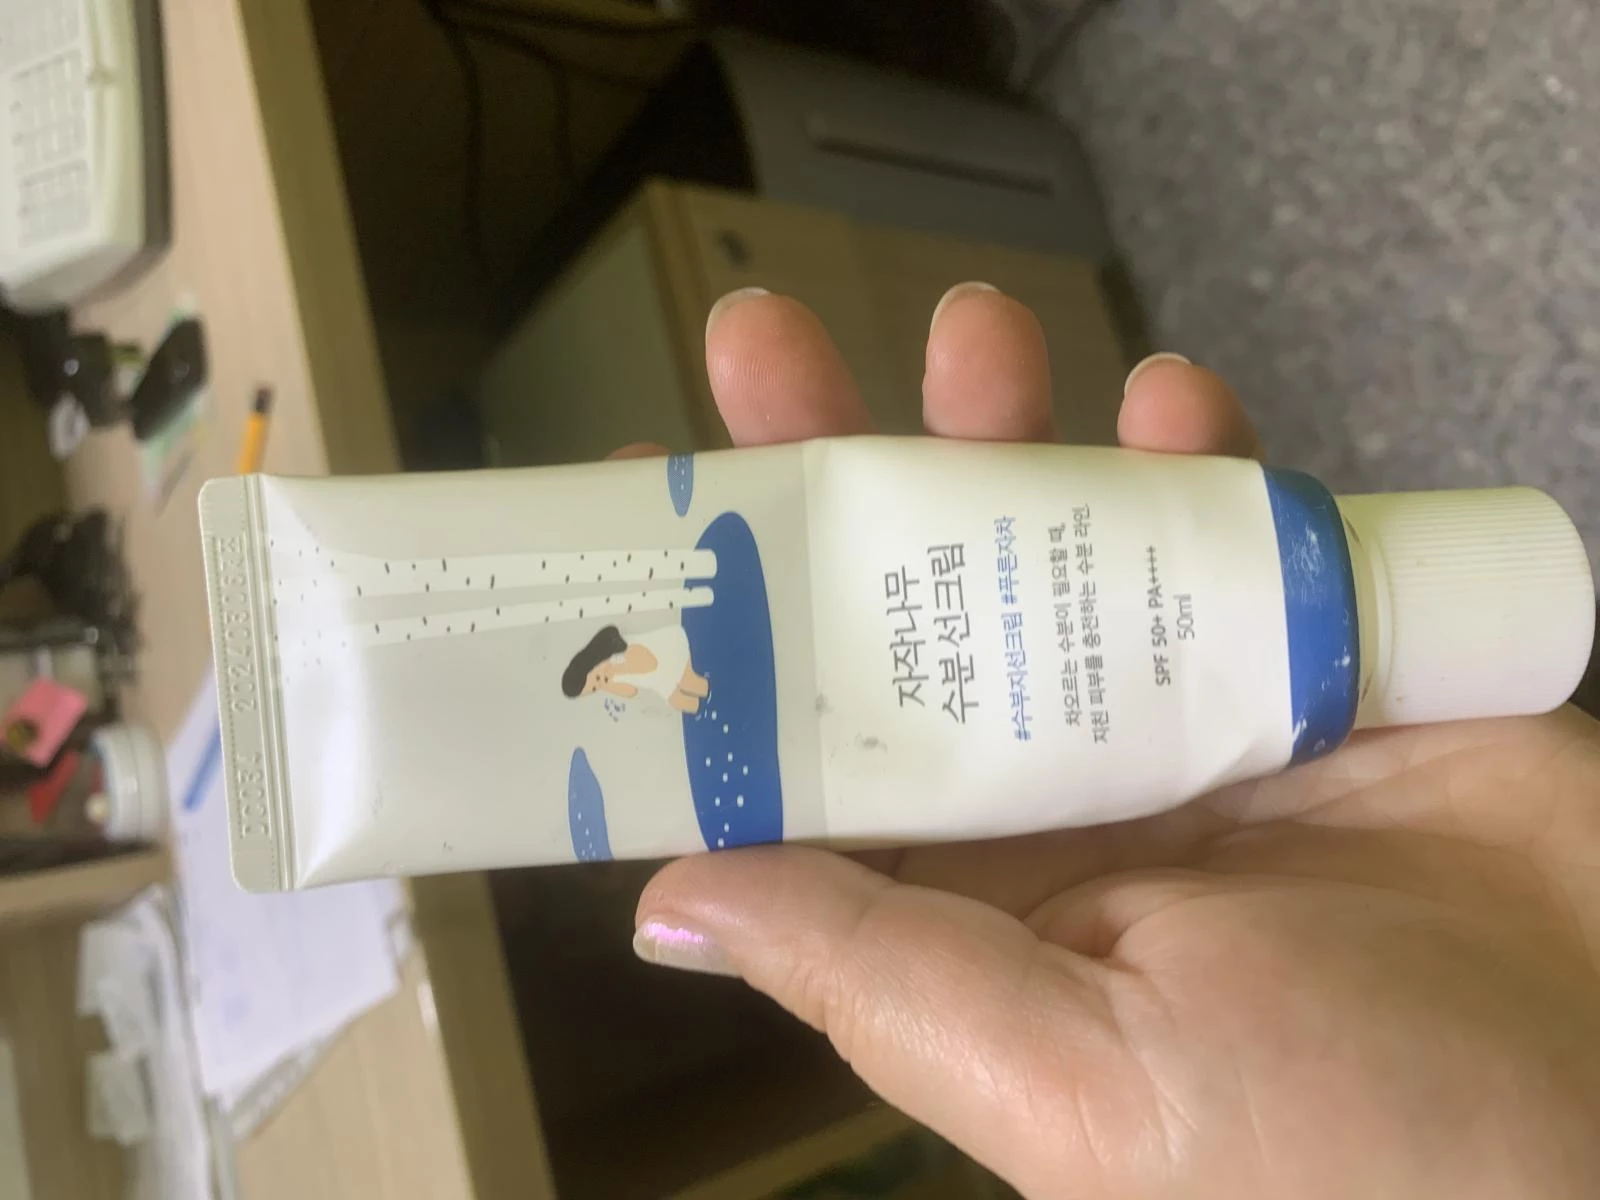 자작나무
수분선크림
#수부지선크림 #푸른자차
차오르는 수분이 필요할 때,
지친 피부를 충전하는 수분 라인.
SPF 50+ PA++++
50ml